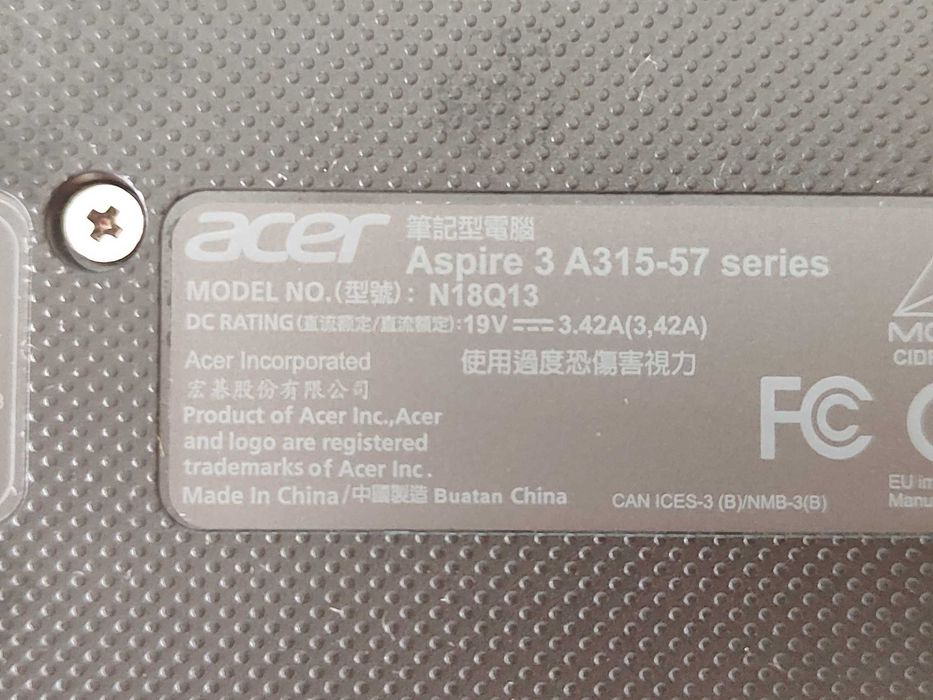 acer 筆記型電腦
Aspire 3 A315-57 series
MODEL NO.(型號): N18Q13
DC RATING(直流額定/直流額定):19V⎓3.42A(3,42A)
Acer Incorporated 使用過度恐傷害視力
宏碁股份有限公司
Product of Acer Inc.,Acer
and logo are registered
trademarks of Acer Inc.
Made In China/中國製造 Buatan China
FC
CAN ICES-3 (B)/NMB-3(B)